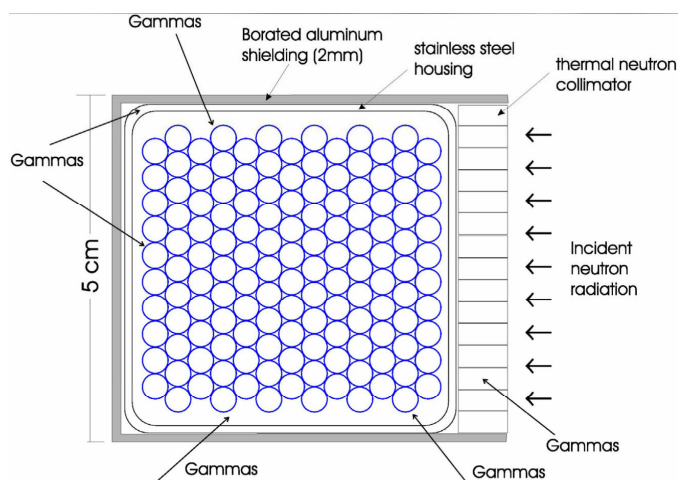 Gammas
Borated aluminum
shielding (2mm)
stainless steel
housing
thermal neutron
collimator
Gammas
5 cm
Incident
neutron
radiation
Gammas
Gammas
Gammas